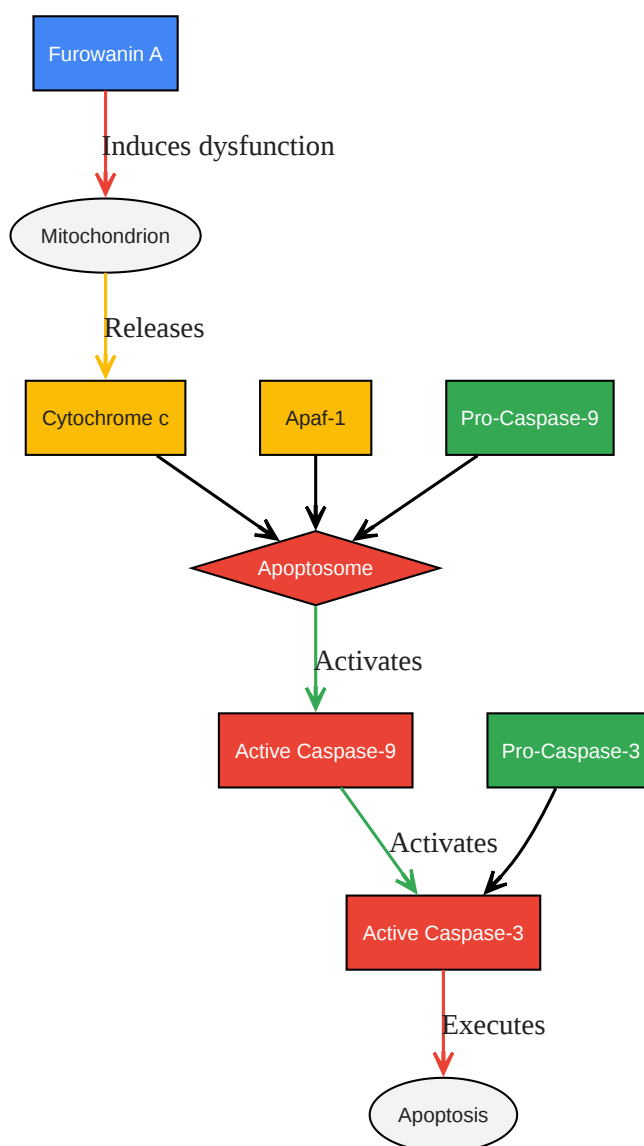 Furowanin A
Induces dysfunction
Mitochondrion
Releases
Cytochrome c
Apaf-1
Pro-Caspase-9
Apoptosome
Activates
Active Caspase-9
Pro-Caspase-3
Activates
Active Caspase-3
Executes
Apoptosis